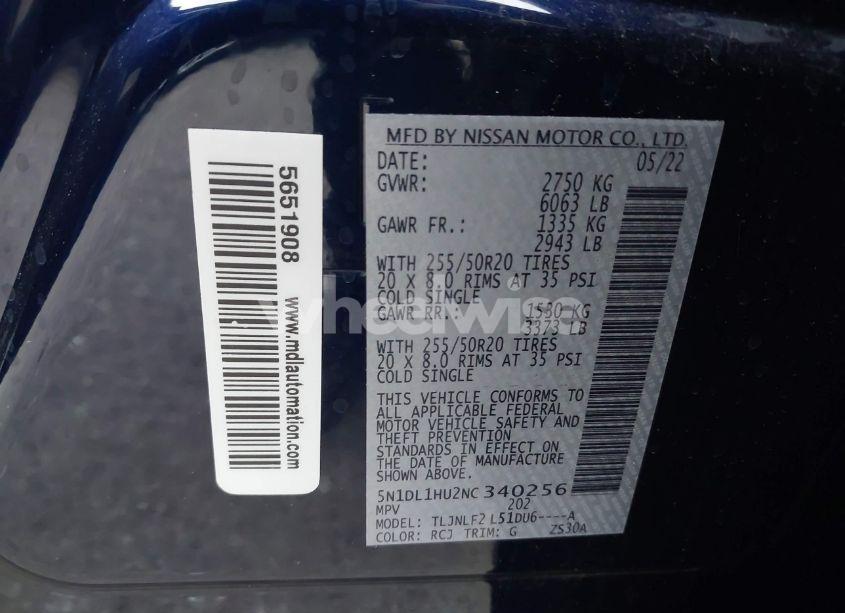 5651908
www.mdlautomation.com
MFD BY NISSAN MOTOR CO., LTD.
DATE: 05/22
GVWR: 2750 KG
6063 LB
GAWR FR.: 1335 KG
2943 LB
WITH 255/50R20 TIRES
20 X 8.0 RIMS AT 35 PSI
COLD SINGLE
GAWR RR.: 1530 KG
3373 LB
WITH 255/50R20 TIRES
20 X 8.0 RIMS AT 35 PSI
COLD SINGLE
THIS VEHICLE CONFORMS TO
ALL APPLICABLE FEDERAL
MOTOR VEHICLE SAFETY AND
THEFT PREVENTION
STANDARDS IN EFFECT ON
THE DATE OF MANUFACTURE
SHOWN ABOVE.
5N1DL1HU2NC340256
MPV 202
MODEL: TLJNLF2 L51DU6----A
COLOR: RCJ TRIM: G ZS30A
wheelwise